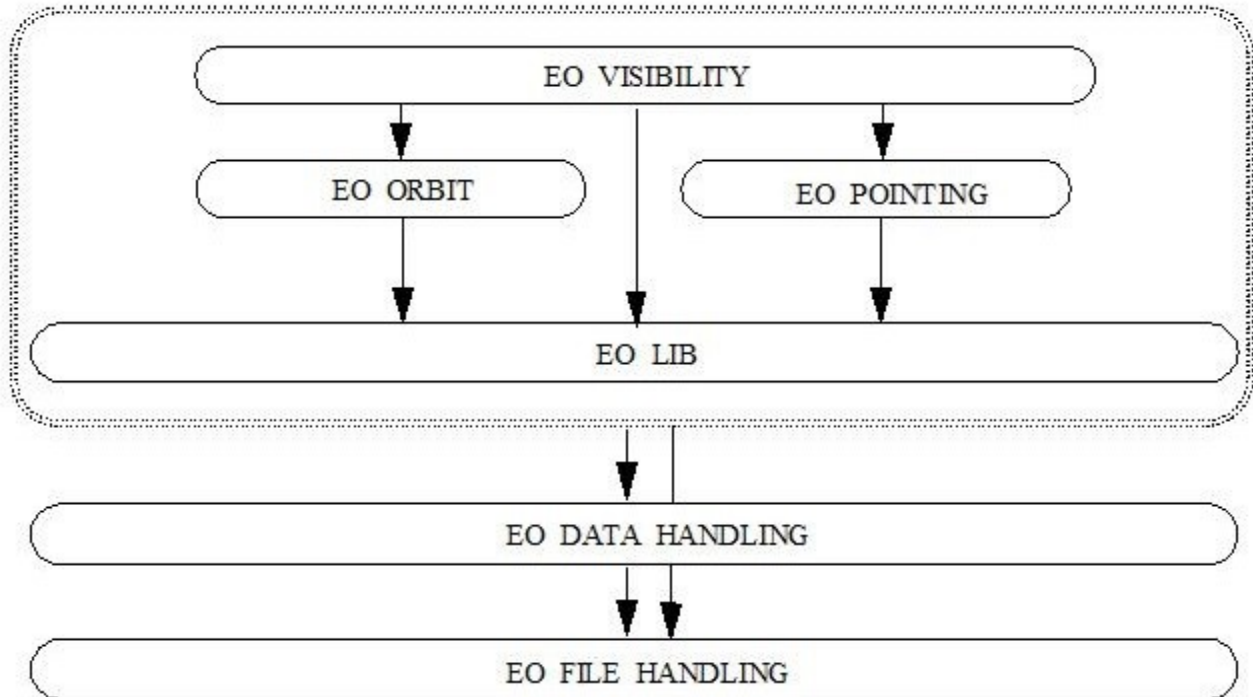 EO VISIBILITY
EO ORBIT
EO POINTING
EO LIB
EO DATA HANDLING
EO FILE HANDLING